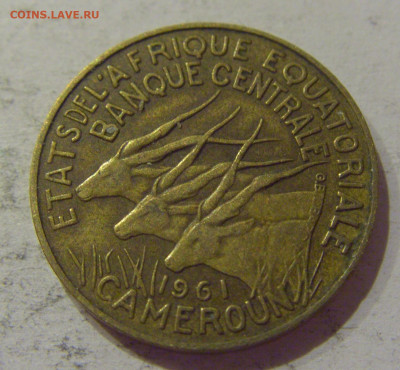 COINS.LAVE.RU
ETATS DE L'AFRIQUE EQUATORIALE
BANQUE CENTRALE
1961
CAMEROUN